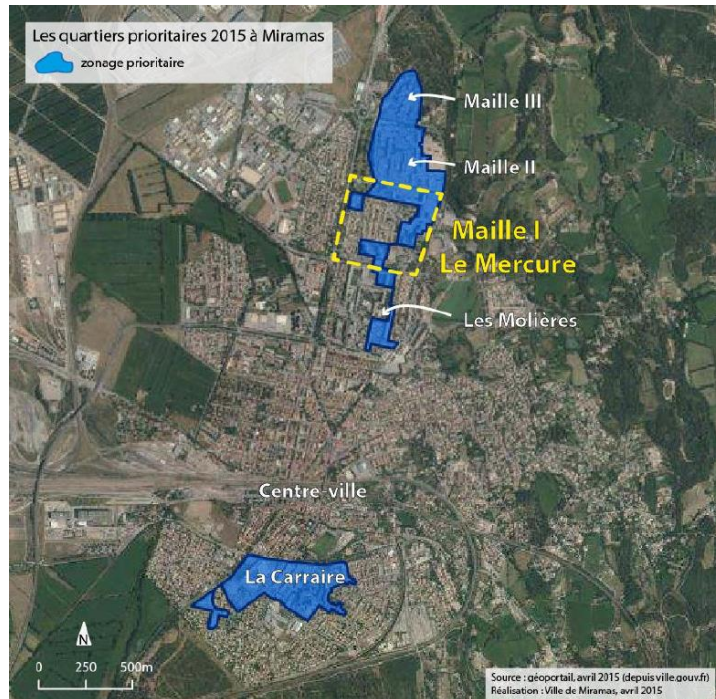 Les quartiers prioritaires 2015 à Miramas
zonage prioritaire
Maille III
Maille II
Maille I
Le Mercure
Les Molières
Centre-ville
La Carraire
N
0 250 500m
Source : géoportail, avril 2015 (depuis ville.gouv.fr)
Réalisation : Ville de Miramas, avril 2015